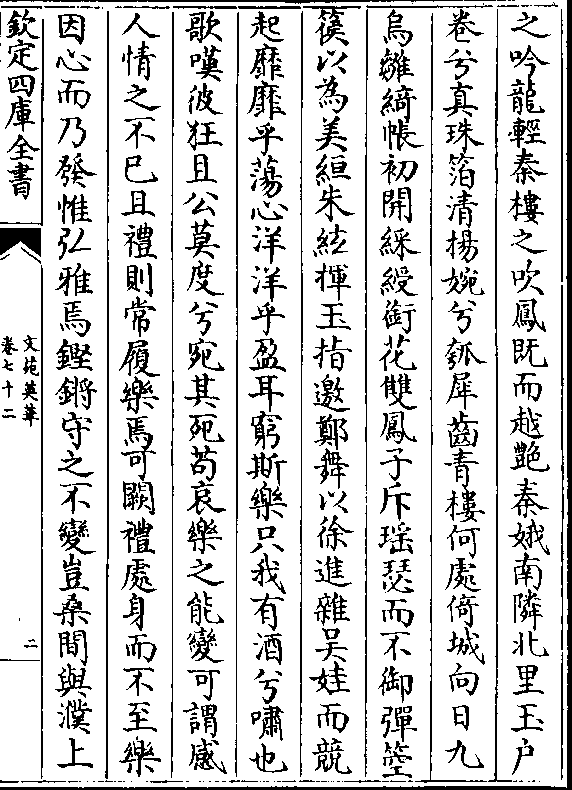 之吟龍輕秦樓之吹鳳既而越艷秦娥南隣北里玉户
卷兮真珠箔清揚婉兮瓠犀齒青樓何處倚城向日九
烏雛綺帳初開綵綬銜花雙鳳子斥瑶瑟而不御彈箜
篌以為美絙朱絃揮玉指邀鄭舞以徐進雜吳娃而競
起靡靡乎蕩心洋洋乎盈耳窮斯樂只我有酒兮嘯也
歌嘆彼狂且公莫度兮宛其死茍哀樂之能變可謂感
人情之不已且禮則常履樂焉可闕禮處身而不至樂
因心而乃發惟弘雅焉鏗鏘守之不變豈桑間與濮上
欽定四庫全書
文苑英華
卷七十二
二